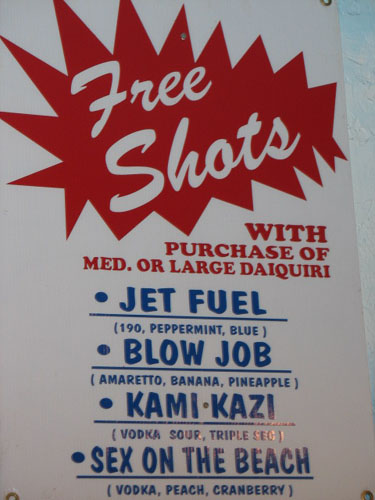 Free
Shots
WITH
PURCHASE OF
MED. OR LARGE DAIQUIRI
• JET FUEL
(190, PEPPERMINT, BLUE)
• BLOW JOB
(AMARETTO, BANANA, PINEAPPLE)
• KAMI•KAZI
(VODKA SOUR, TRIPLE SEC)
• SEX ON THE BEACH
(VODKA, PEACH, CRANBERRY)